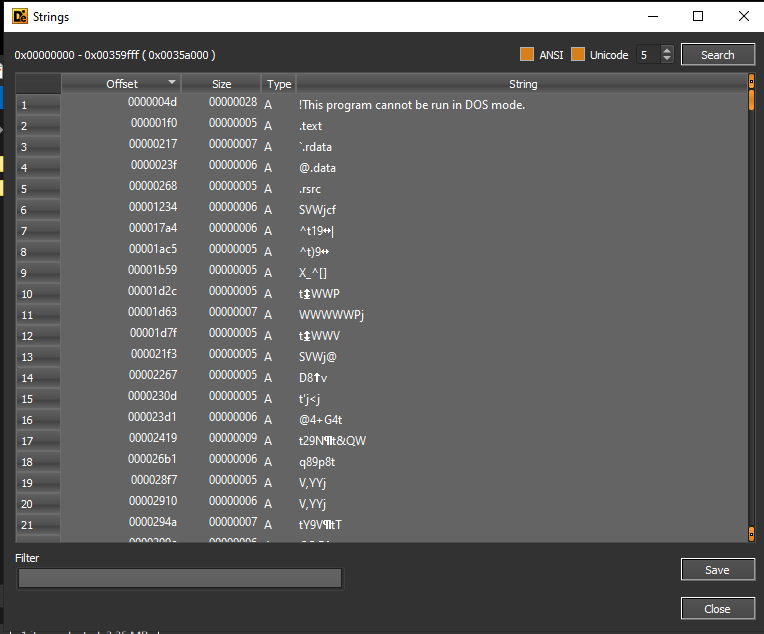 Strings
0x00000000 - 0x00359fff ( 0x0035a000 )
ANSI
Unicode
5
Search
Offset Size Type String
1 0000004d 00000028 A !This program cannot be run in DOS mode.
2 000001f0 00000005 A .text
3 00000217 00000007 A `.rdata
4 0000023f 00000006 A @.data
5 00000268 00000005 A .rsrc
6 00001234 00000006 A SVWjcf
7 000017a4 00000006 A ^t19↔|
8 00001ac5 00000005 A ^t)9↔
9 00001b59 00000005 A X_^[]
10 00001d2c 00000005 A t↨WWP
11 00001d63 00000007 A WWWWWPj
12 00001d7f 00000005 A t↨WWV
13 000021f3 00000005 A SVWj@
14 00002267 00000005 A D8↑v
15 0000230d 00000005 A t'j<j
16 000023d1 00000006 A @4+G4t
17 00002419 00000009 A t29N¶t&QW
18 000026b1 00000006 A q89p8t
19 000028f7 00000005 A V,YYj
20 00002910 00000006 A V,YYj
21 0000294a 00000007 A tY9V¶tT
Filter
Save
Close